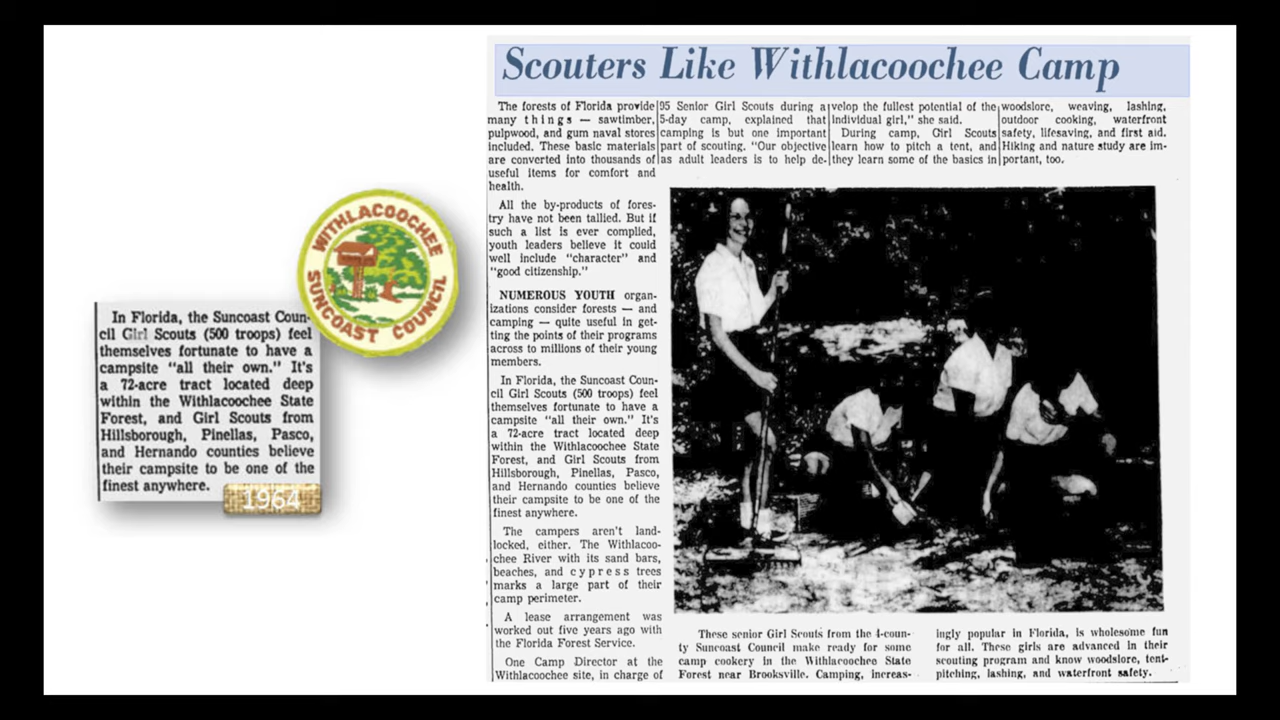 WITHLACOOCHEE
SUNCOAST COUNCIL
In Florida, the Suncoast Coun-
cil Girl Scouts (500 troops) feel
themselves fortunate to have a
campsite "all their own." It's
a 72-acre tract located deep
within the Withlacoochee State
Forest, and Girl Scouts from
Hillsborough, Pinellas, Pasco,
and Hernando counties believe
their campsite to be one of the
finest anywhere.
1964
Scouters Like Withlacoochee Camp
The forests of Florida provide
many things — sawtimber,
pulpwood, and gum naval stores
included. These basic materials
are converted into thousands of
useful items for comfort and
health.
All the by-products of fores-
try have not been tallied. But if
such a list is ever complied,
youth leaders believe it could
well include "character" and
"good citizenship."
NUMEROUS YOUTH organ-
izations consider forests — and
camping — quite useful in get-
ting the points of their programs
across to millions of their young
members.
In Florida, the Suncoast Coun-
cil Girl Scouts (500 troops) feel
themselves fortunate to have a
campsite "all their own." It's
a 72-acre tract located deep
within the Withlacoochee State
Forest, and Girl Scouts from
Hillsborough, Pinellas, Pasco,
and Hernando counties believe
their campsite to be one of the
finest anywhere.
The campers aren't land-
locked, either. The Withlacoo-
chee River with its sand bars,
beaches, and cypress trees
marks a large part of their
camp perimeter.
A lease arrangement was
worked out five years ago with
the Florida Forest Service.
One Camp Director at the
Withlacoochee site, in charge of
95 Senior Girl Scouts during a
5-day camp, explained that
camping is but one important
part of scouting. "Our objective
as adult leaders is to help de-
velop the fullest potential of the
individual girl," she said.
During camp, Girl Scouts
learn how to pitch a tent, and
they learn some of the basics in
woodslore, weaving, lashing,
outdoor cooking, waterfront
safety, lifesaving, and first aid.
Hiking and nature study are im-
portant, too.
These senior Girl Scouts from the 4-coun-
ty Suncoast Council make ready for some
camp cookery in the Withlacoochee State
Forest near Brooksville. Camping, increas-
ingly popular in Florida, is wholesome fun
for all. These girls are advanced in their
scouting program and know woodslore, tent-
pitching, lashing, and waterfront safety.